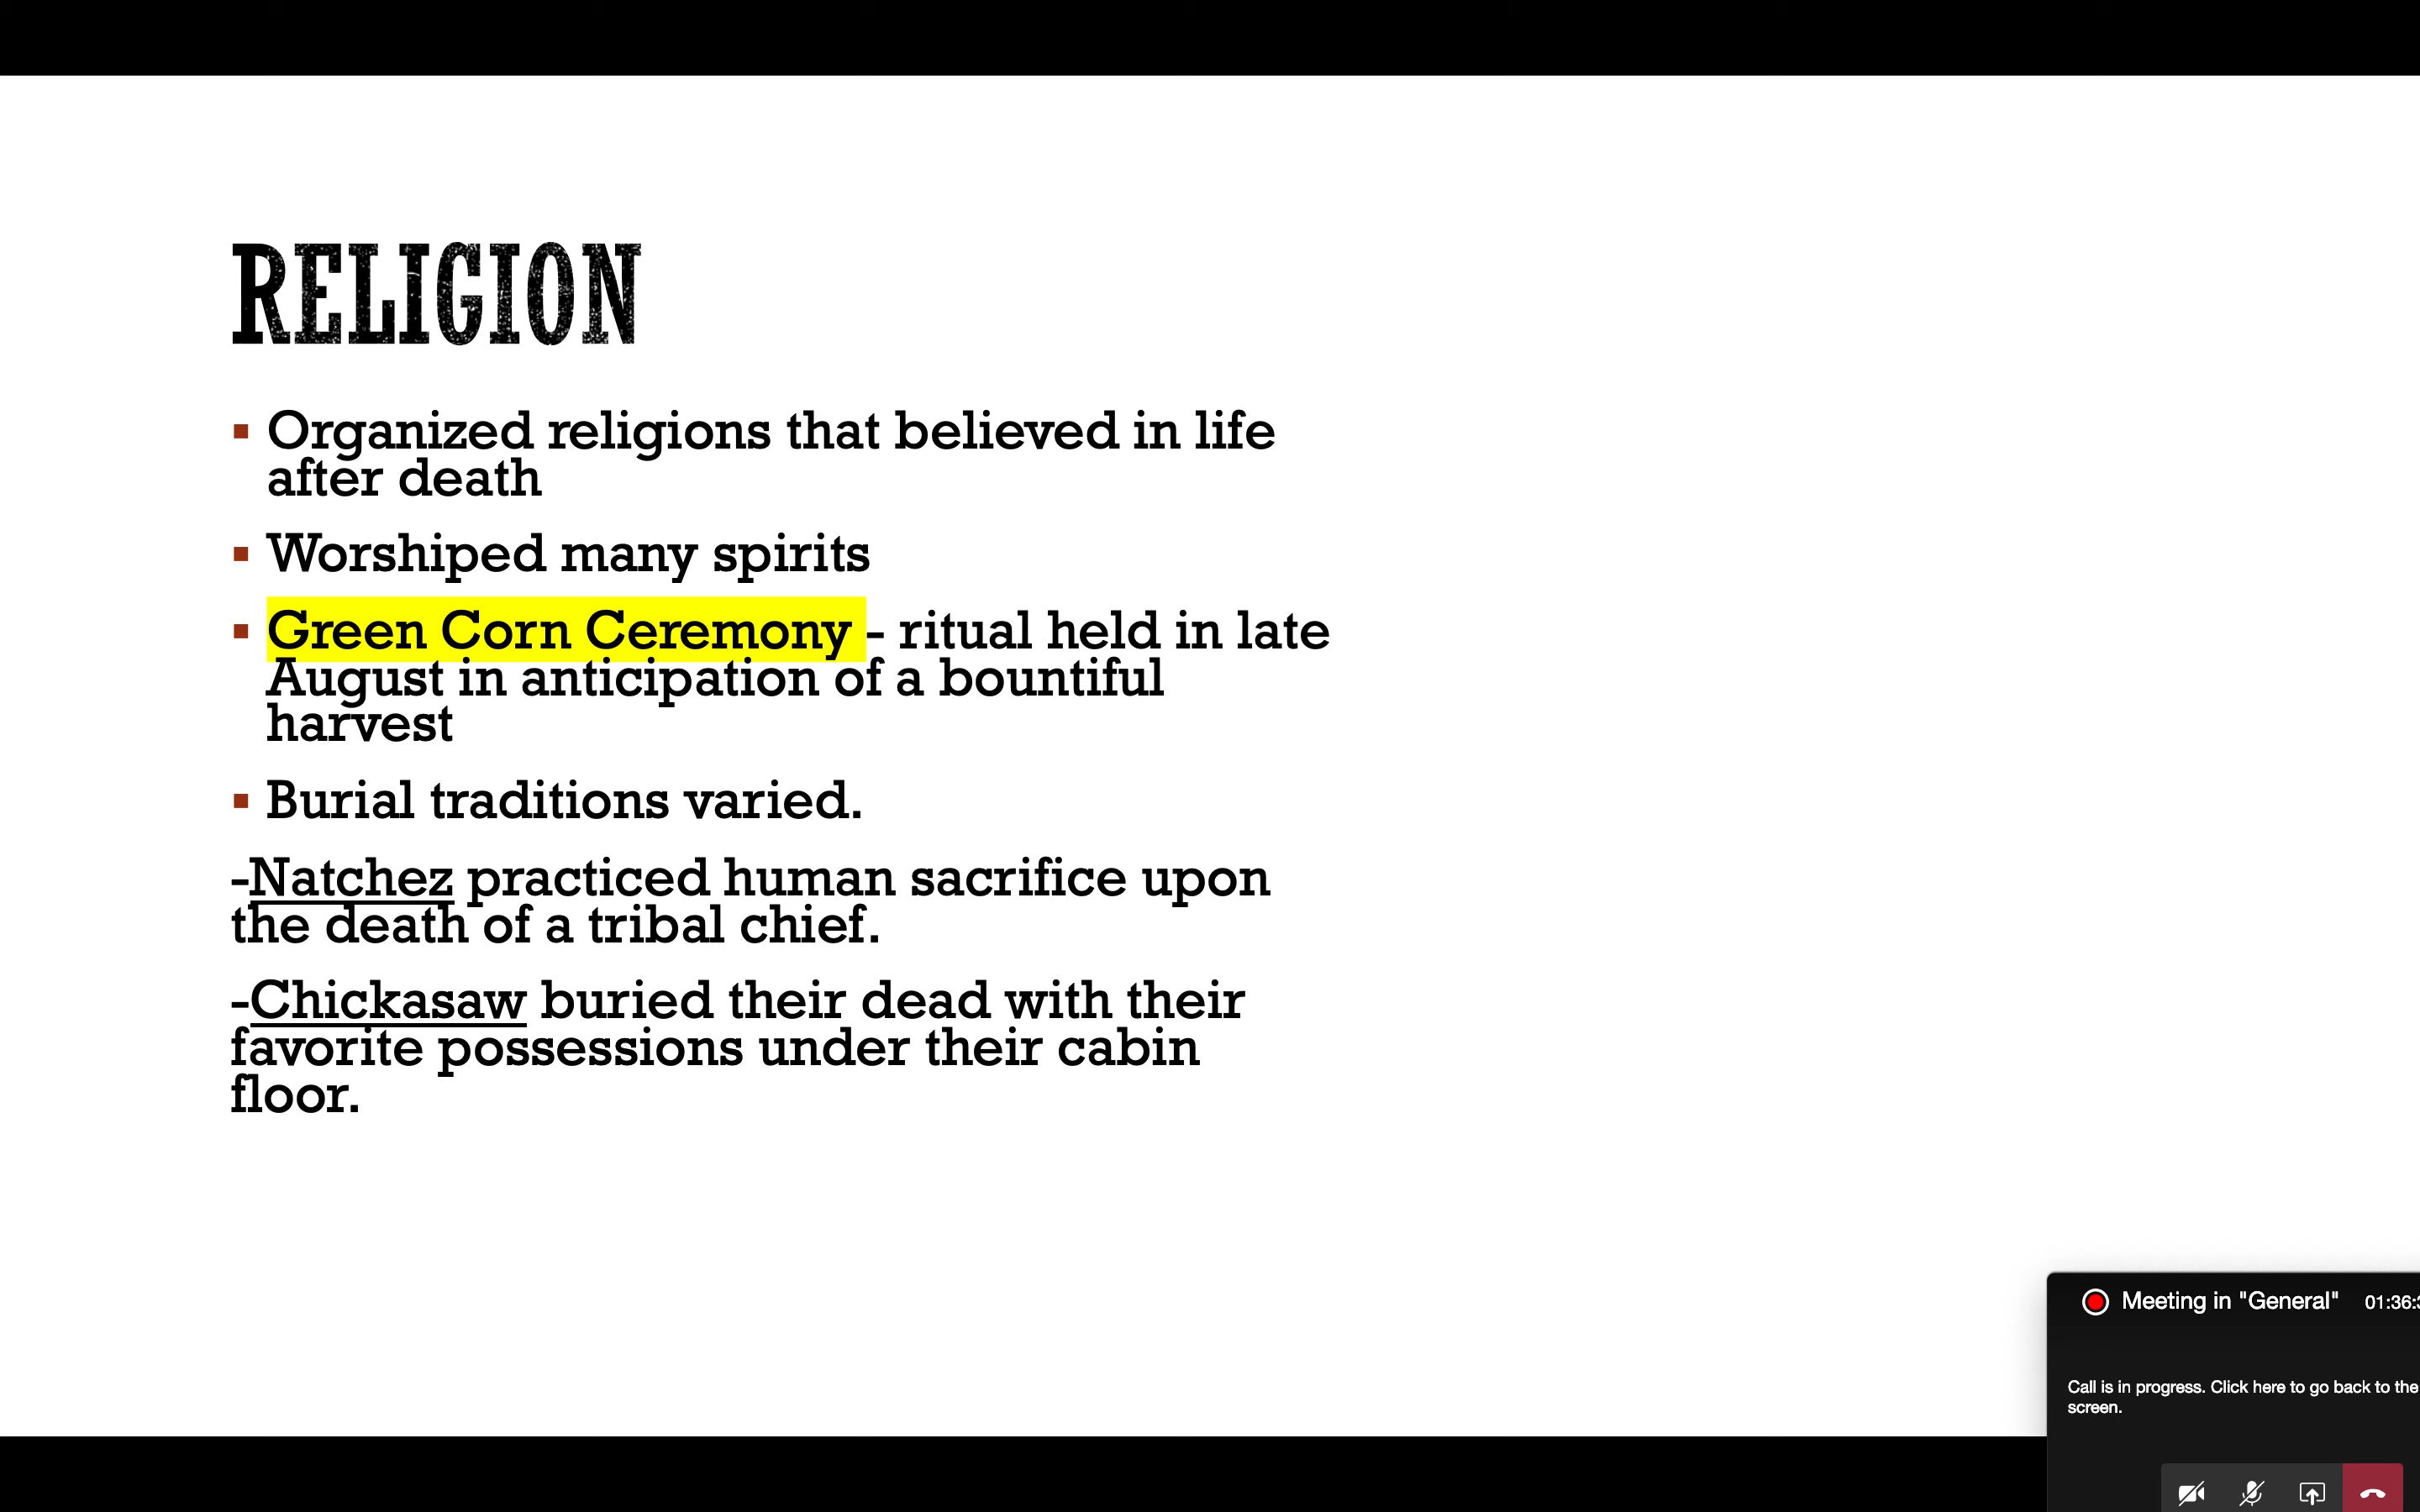 RELIGION
▪ Organized religions that believed in life
after death
▪ Worshiped many spirits
▪ Green Corn Ceremony - ritual held in late
August in anticipation of a bountiful
harvest
▪ Burial traditions varied.
-Natchez practiced human sacrifice upon
the death of a tribal chief.
-Chickasaw buried their dead with their
favorite possessions under their cabin
floor.
Meeting in "General" 01:36:
Call is in progress. Click here to go back to the
screen.